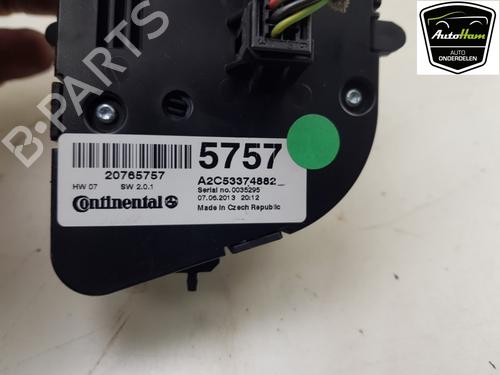 AutoHam
AUTO
ONDERDELEN
B-PARTS
20765757
HW 07 SW 2.0.1
Continental
5757
A2C53374882_
Serial no.0035295
07.06.2013 20:12
Made in Czech Republic